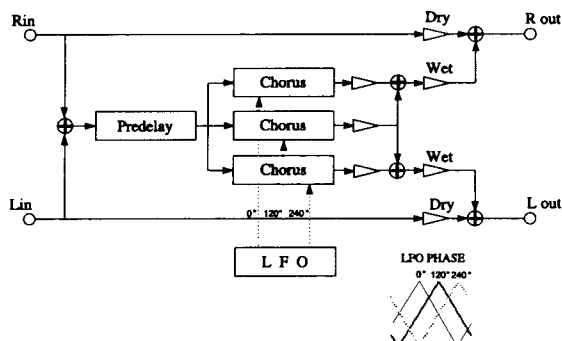 Rin
Dry
R out
Chorus
Wet
Predelay
Chorus
Chorus
Wet
Lin
Dry
L out
0° 120° 240°
L F O
LFO PHASE
0° 120° 240°